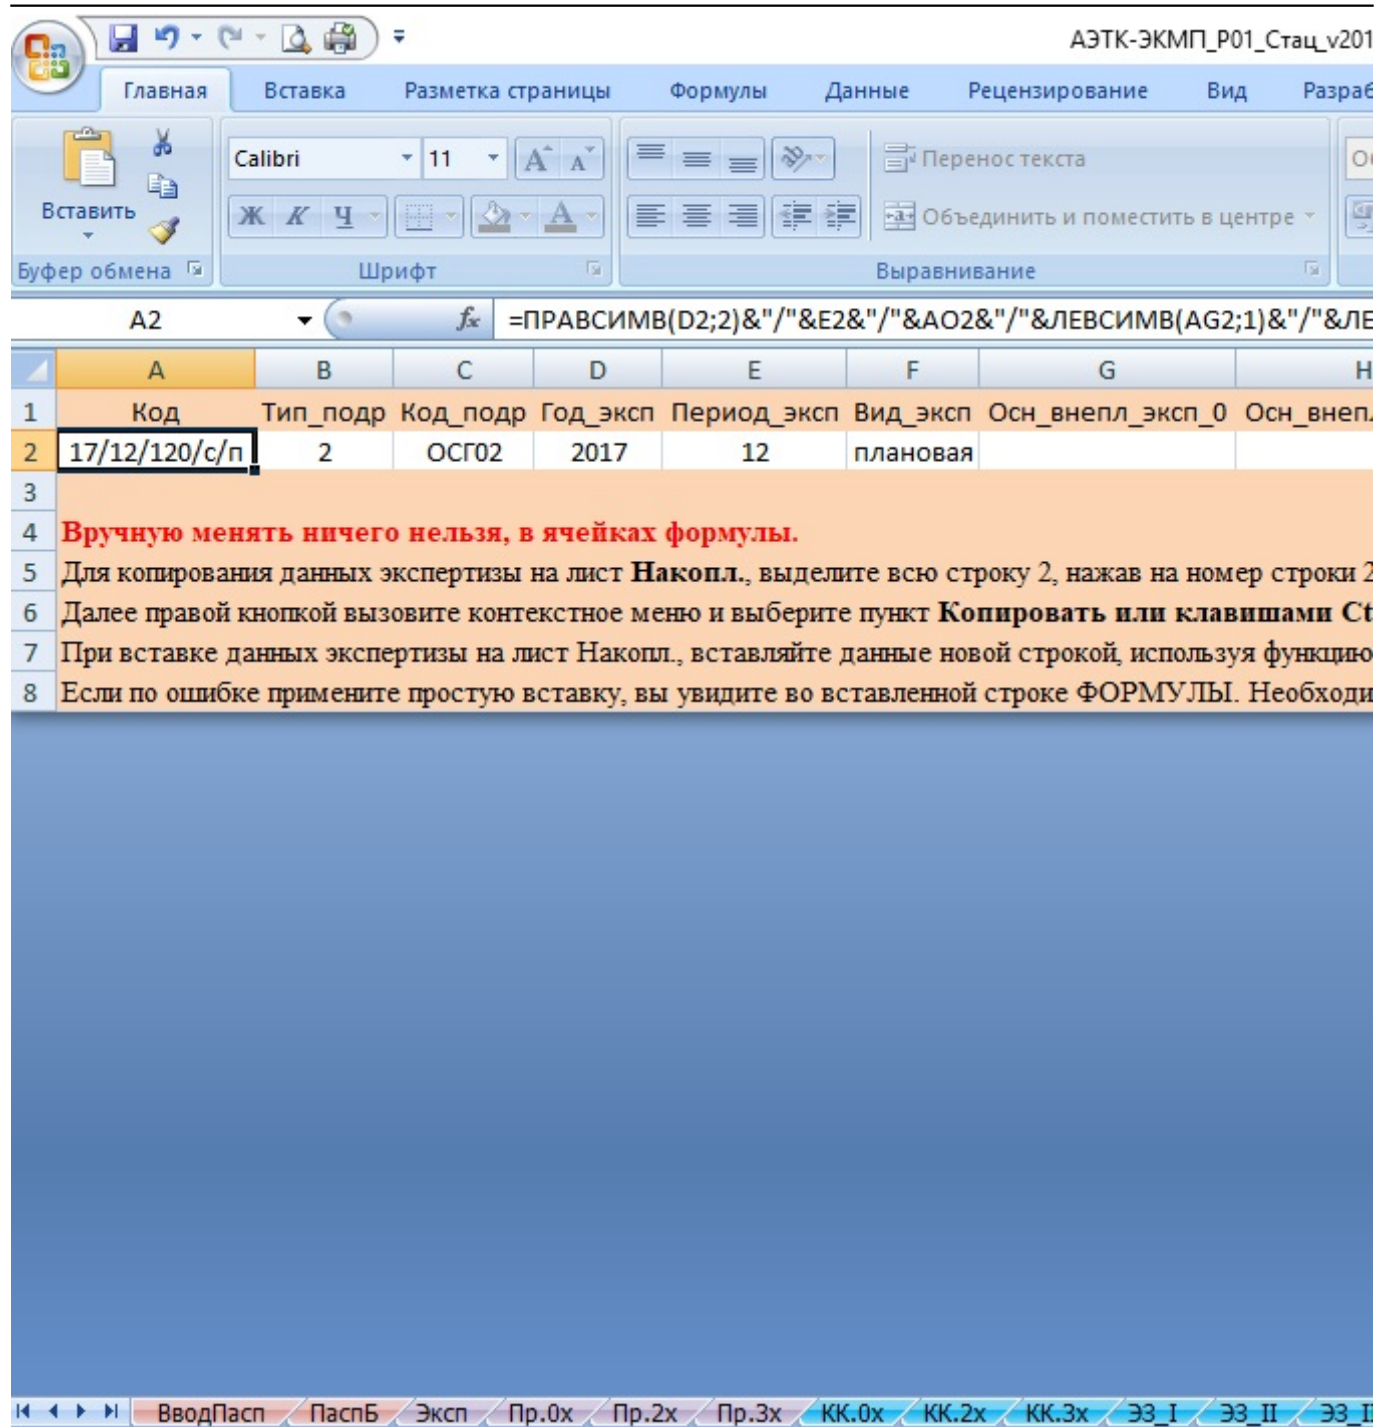 АЭТК-ЭКМП_Р01_Стац_v201
Главная Вставка Разметка страницы Формулы Данные Рецензирование Вид Разраб
Calibri 11 А А Перенос текста
Вставить Ж К Ч А Объединить и поместить в центре
Буфер обмена Шрифт Выравнивание
A2 fx =ПРАВСИМВ(D2;2)&"/"&E2&"/"&AO2&"/"&ЛЕВСИМВ(AG2;1)&"/"&ЛЕ
A B C D E F G H
1 Код Тип_подр Код_подр Год_эксп Период_эксп Вид_эксп Осн_внепл_эксп_0 Осн_внепл
2 17/12/120/с/п 2 ОСГ02 2017 12 плановая
3
4 Вручную менять ничего нельзя, в ячейках формулы.
5 Для копирования данных экспертизы на лист Накопл., выделите всю строку 2, нажав на номер строки 2
6 Далее правой кнопкой вызовите контекстное меню и выберите пункт Копировать или клавишами Ct
7 При вставке данных экспертизы на лист Накопл., вставляйте данные новой строкой, используя функцию
8 Если по ошибке примените простую вставку, вы увидите во вставленной строке ФОРМУЛЫ. Необходи
ВводПасп ПаспБ Эксп Пр.0х Пр.2х Пр.3х КК.0х КК.2х КК.3х ЭЗ_I ЭЗ_II ЭЗ_II